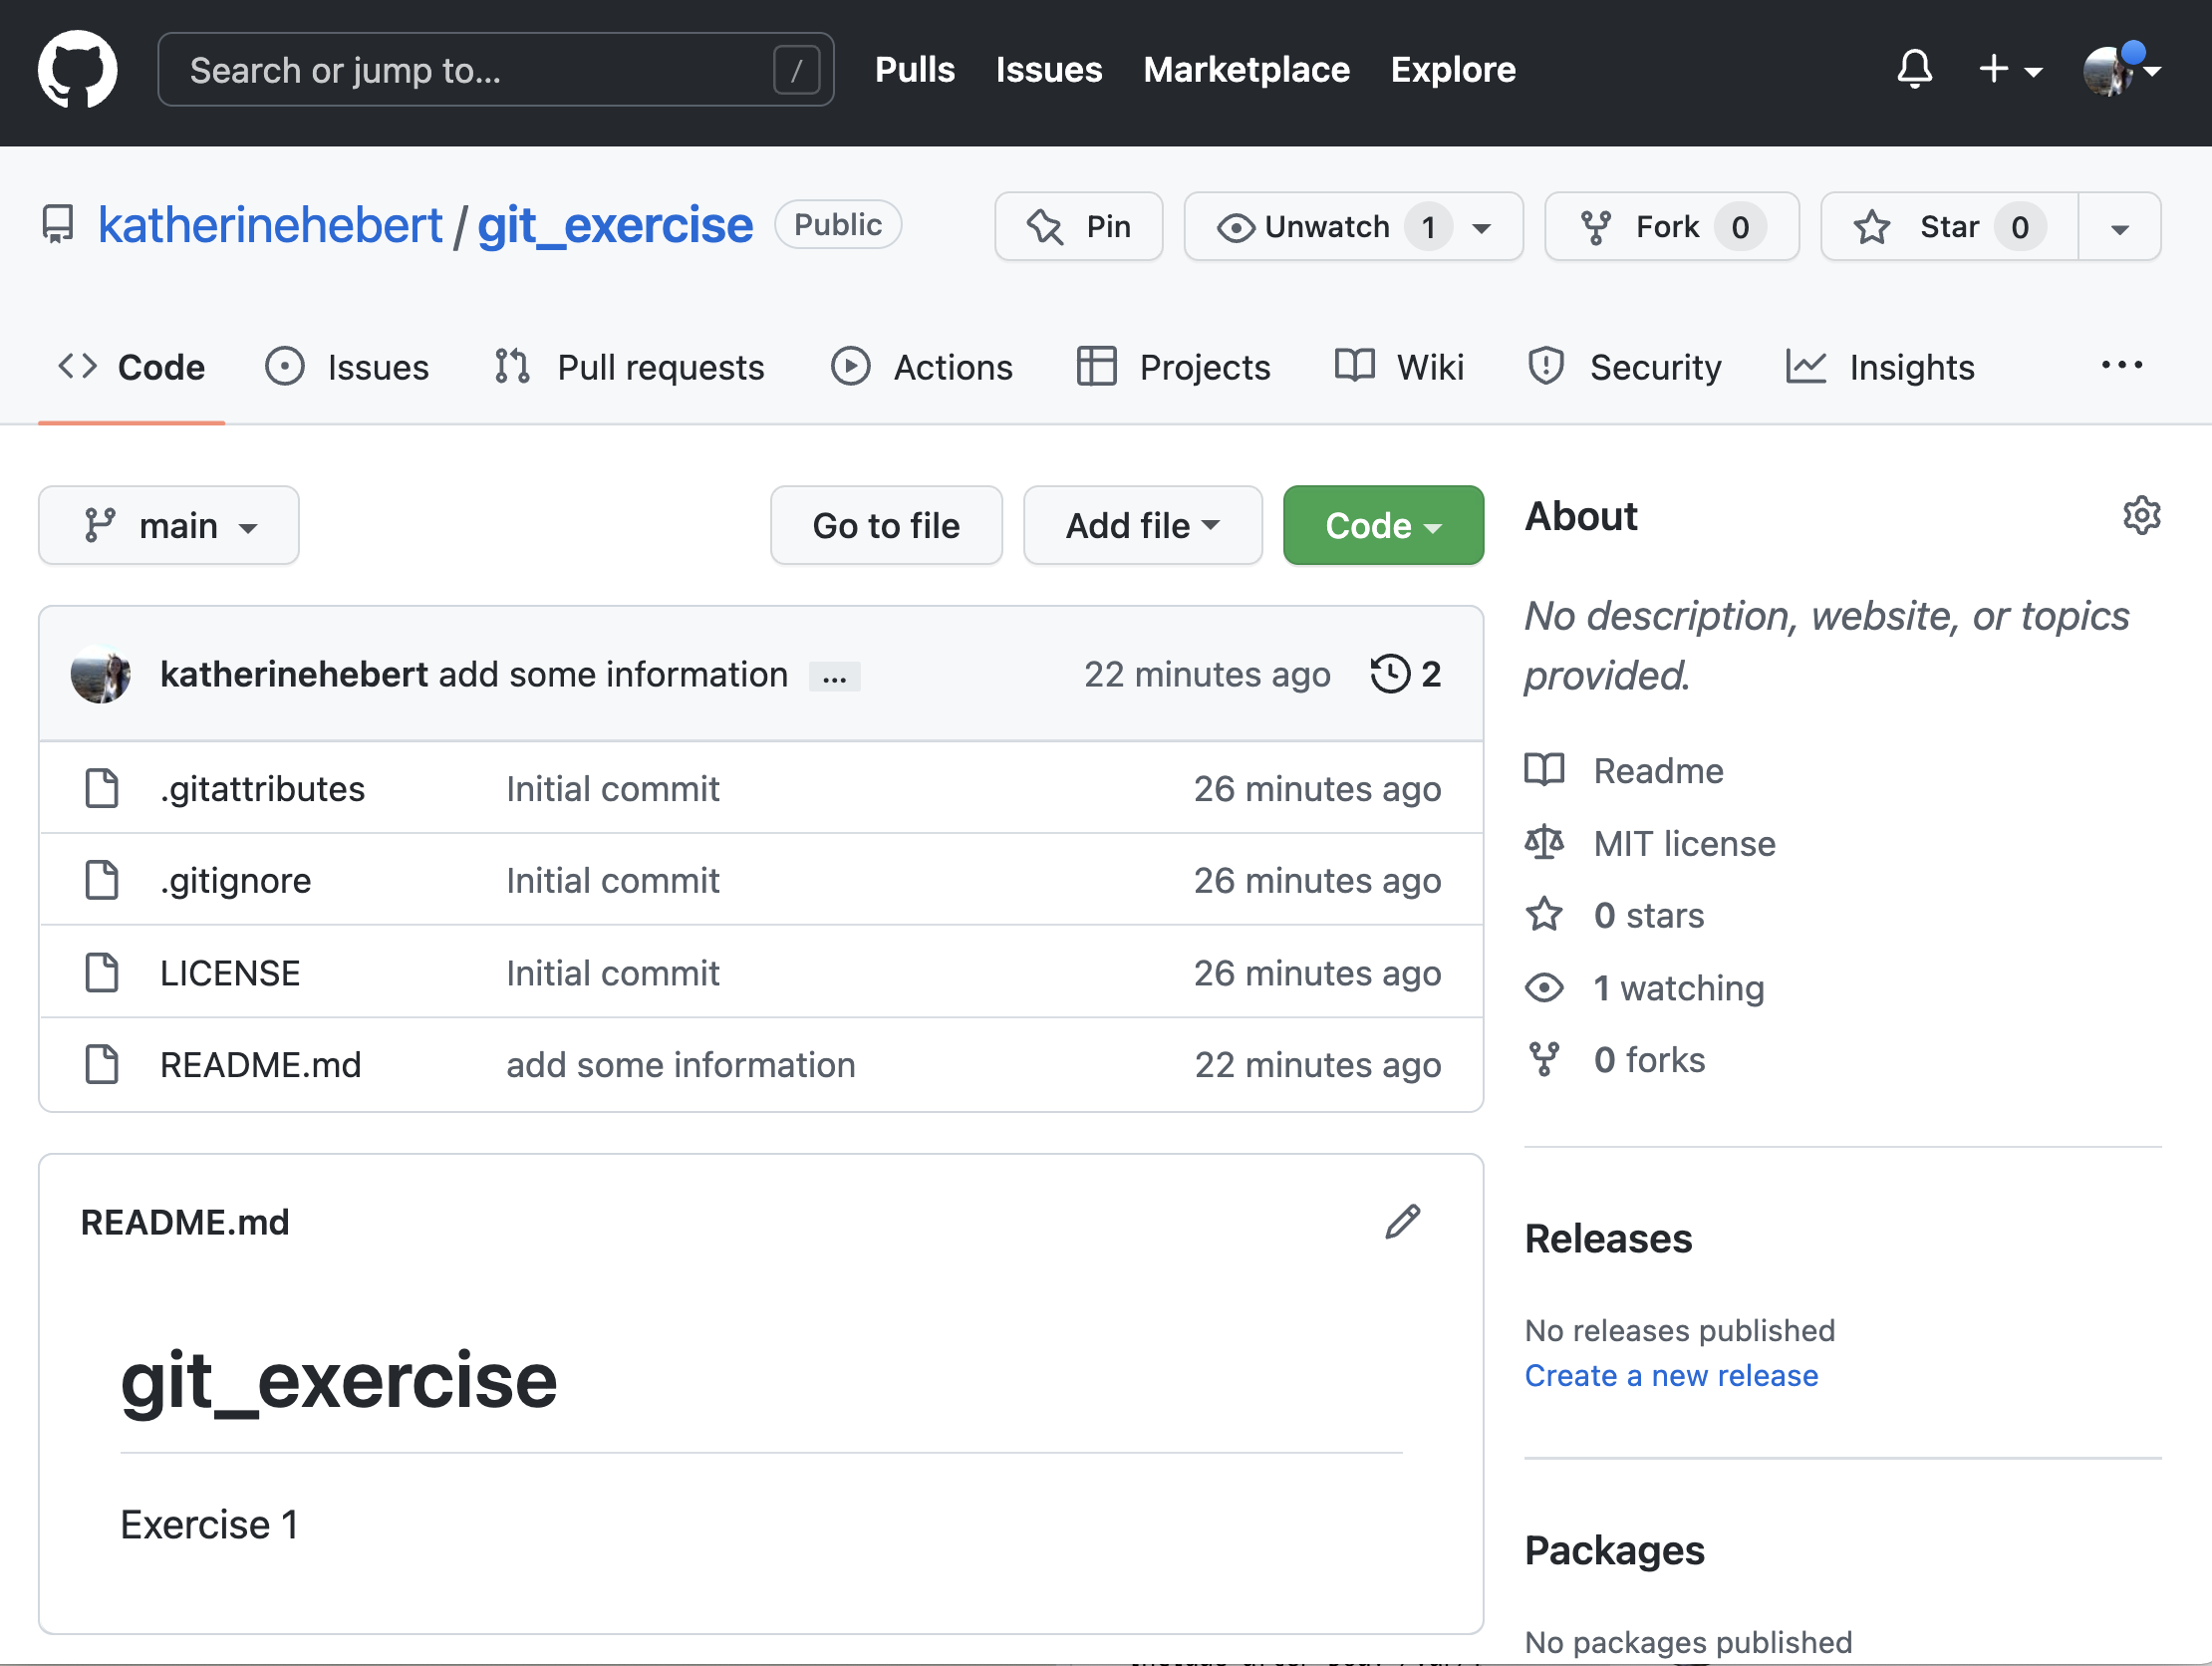 Search or jump to... /
Pulls Issues Marketplace Explore
katherinehebert / git_exercise Public
Pin Unwatch 1 Fork 0 Star 0
Code Issues Pull requests Actions Projects Wiki Security Insights ...
main Go to file Add file Code
katherinehebert add some information ... 22 minutes ago 2
.gitattributes Initial commit 26 minutes ago
.gitignore Initial commit 26 minutes ago
LICENSE Initial commit 26 minutes ago
README.md add some information 22 minutes ago
README.md
git_exercise
Exercise 1
About
No description, website, or topics
provided.
Readme
MIT license
0 stars
1 watching
0 forks
Releases
No releases published
Create a new release
Packages
No packages published